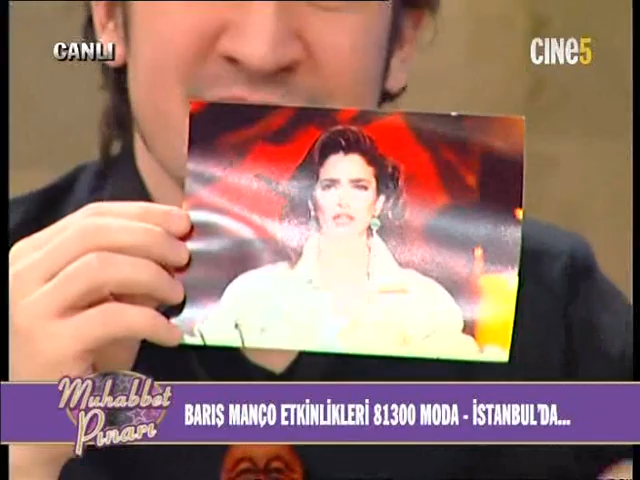 CANLI
CINE5
Muhabbet
Pınarı
BARIŞ MANÇO ETKİNLİKLERİ 81300 MODA - İSTANBUL'DA...